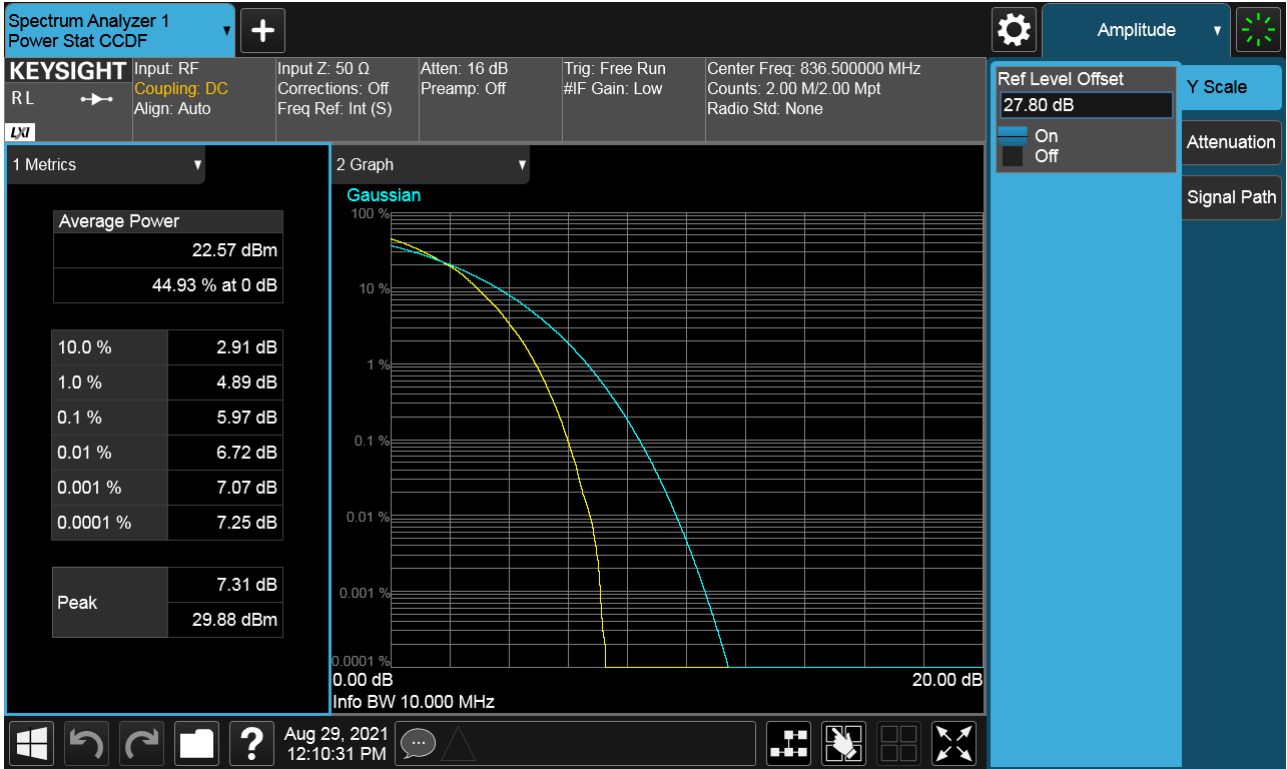 Spectrum Analyzer 1
Power Stat CCDF
Amplitude
KEYSIGHT
RL
LXI
Input: RF
Coupling: DC
Align: Auto
Input Z: 50 Ω
Corrections: Off
Freq Ref: Int (S)
Atten: 16 dB
Preamp: Off
Trig: Free Run
#IF Gain: Low
Center Freq: 836.500000 MHz
Counts: 2.00 M/2.00 Mpt
Radio Std: None
Ref Level Offset
27.80 dB
On
Off
Y Scale
Attenuation
Signal Path
1 Metrics
Average Power
22.57 dBm
44.93 % at 0 dB
10.0 % 2.91 dB
1.0 % 4.89 dB
0.1 % 5.97 dB
0.01 % 6.72 dB
0.001 % 7.07 dB
0.0001 % 7.25 dB
Peak
7.31 dB
29.88 dBm
2 Graph
Gaussian
100 %
10 %
1 %
0.1 %
0.01 %
0.001 %
0.0001 %
0.00 dB 20.00 dB
Info BW 10.000 MHz
?
Aug 29, 2021
12:10:31 PM